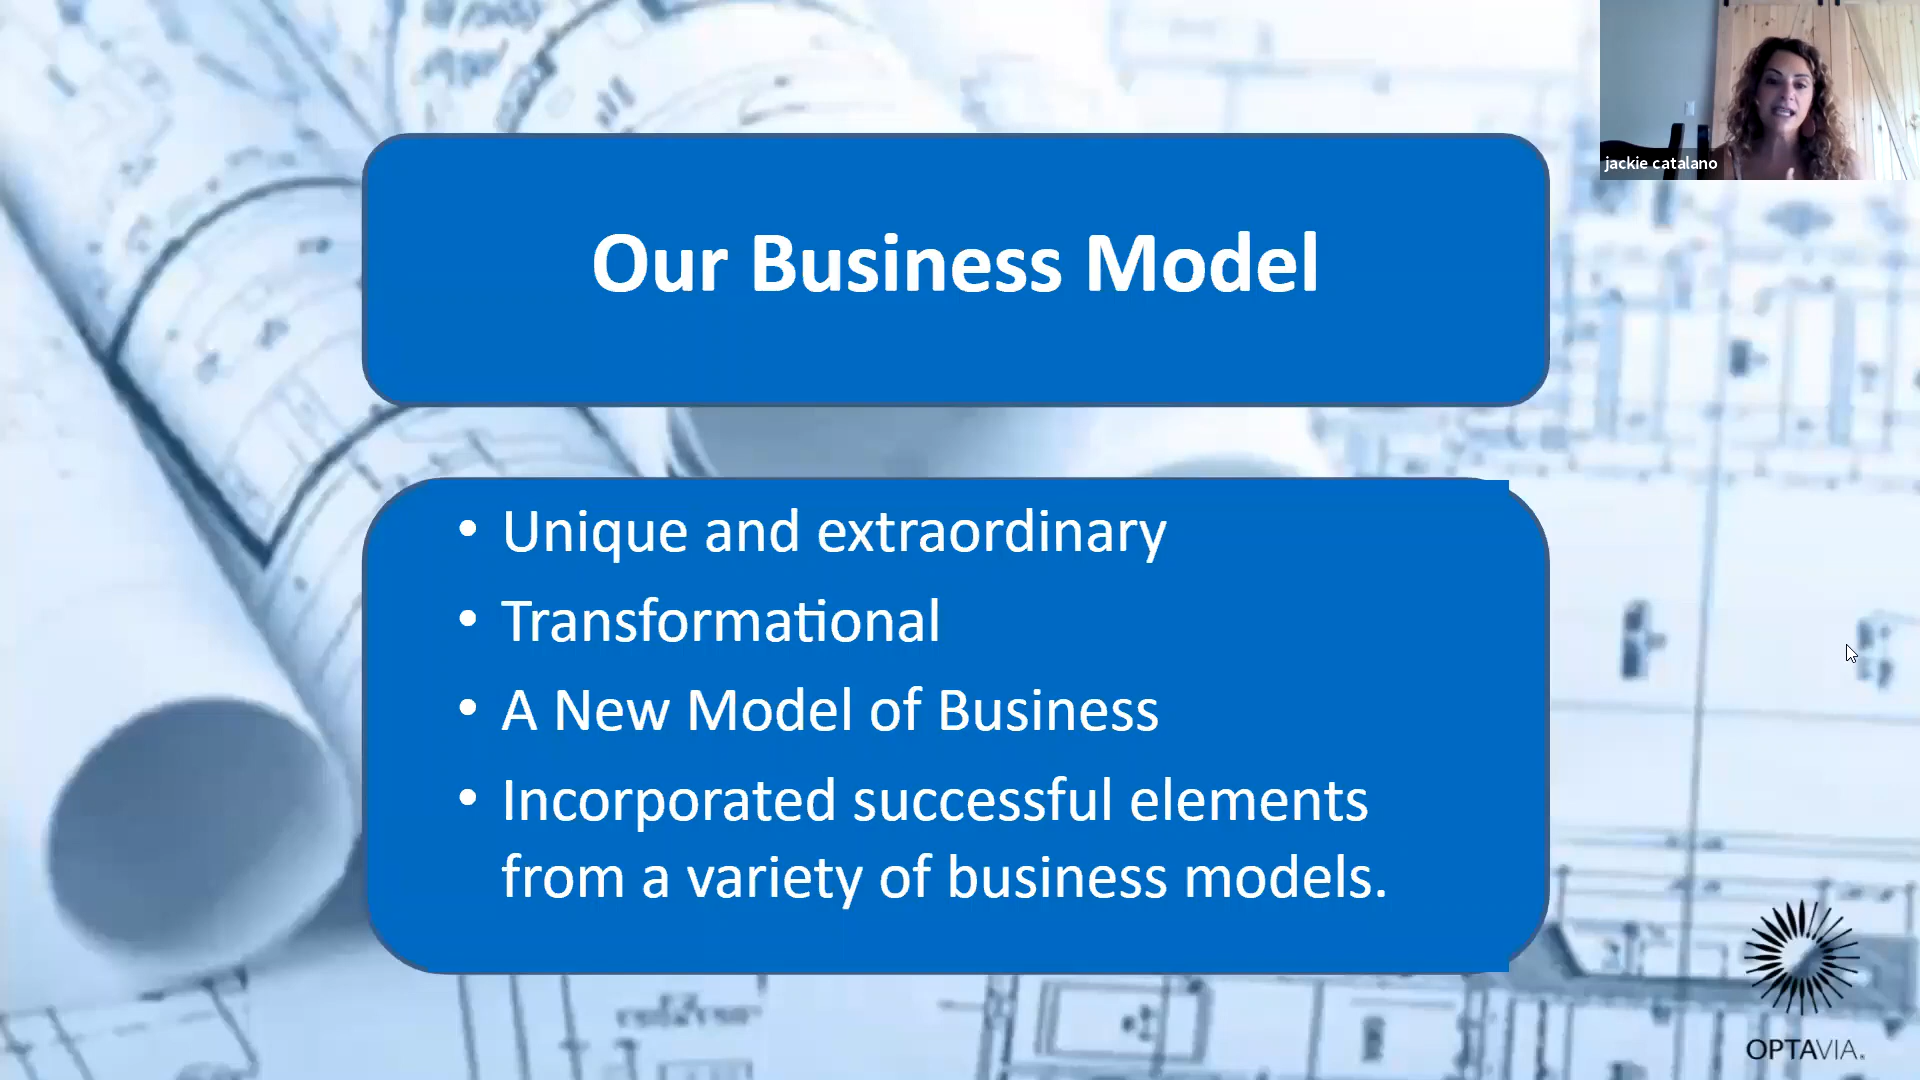 jackie catalano
Our Business Model
• Unique and extraordinary
• Transformational
• A New Model of Business
• Incorporated successful elements
from a variety of business models.
OPTAVIA®